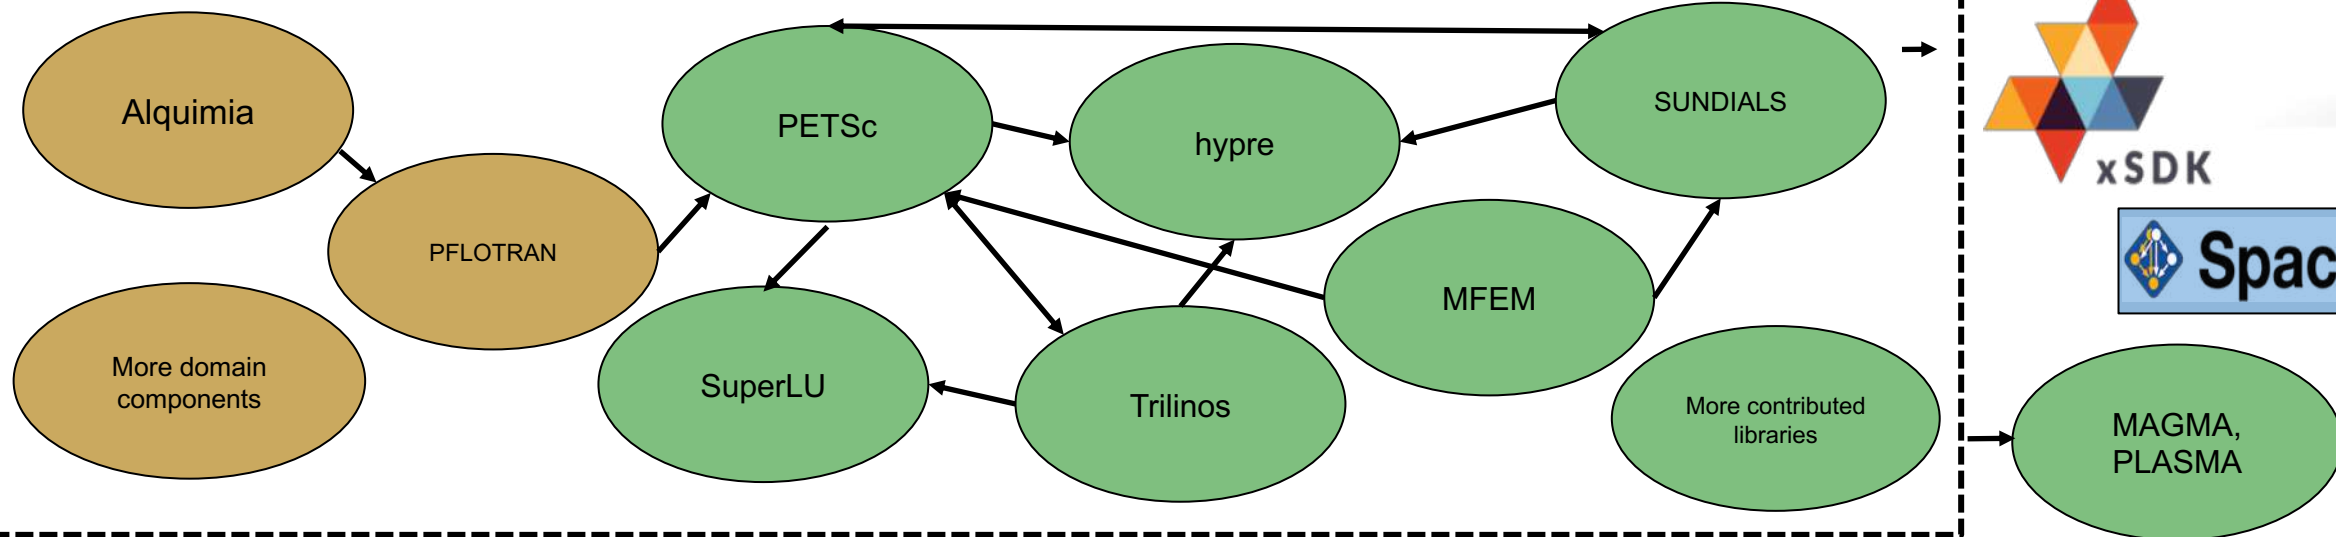 Alquimia
PETSc
hypre
SUNDIALS
xSDK
PFLOTRAN
Spac
MFEM
More domain
components
SuperLU
Trilinos
More contributed
libraries
MAGMA,
PLASMA